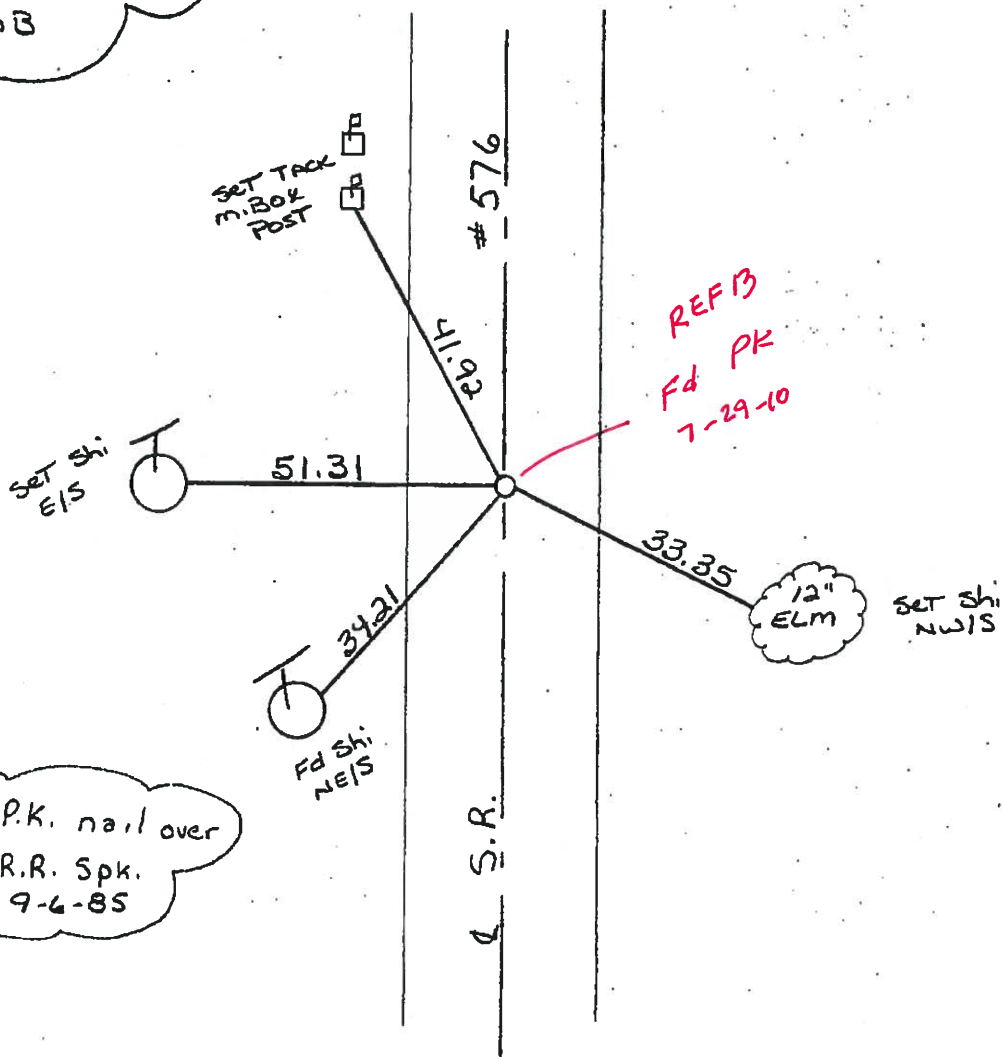 B
# 576
SET TACK
M.BOX
POST
41.92
REF B
Fd PK
7-29-10
SET Shi
E/S
51.31
33.35
12"
ELM
SET Shi
NW/S
34.21
Fd Shi
NE/S
P.K. nail over
R.R. Spk.
9-6-85
℄ S.R.